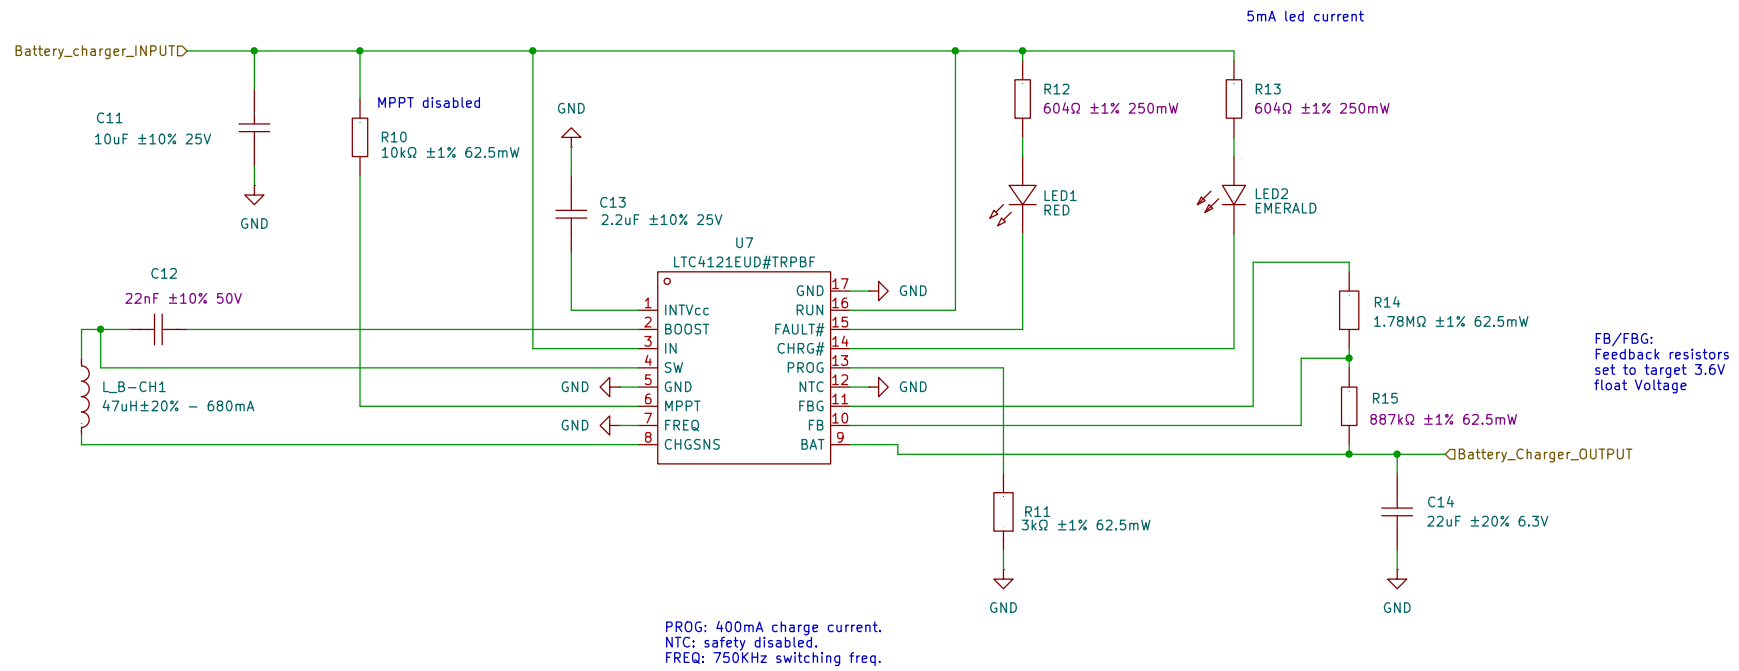 5mA led current
Battery_charger_INPUT
MPPT disabled
C11
10uF ±10% 25V
GND
R10
10kΩ ±1% 62.5mW
GND
C13
2.2uF ±10% 25V
R12
604Ω ±1% 250mW
R13
604Ω ±1% 250mW
LED1
RED
LED2
EMERALD
C12
22nF ±10% 50V
L_B-CH1
47uH±20% - 680mA
U7
LTC4121EUD#TRPBF
1 INTVcc
2 BOOST
3 IN
4 SW
GND 5 GND
6 MPPT
GND 7 FREQ
8 CHGSNS
GND 17 GND
RUN 16
FAULT# 15
CHRG# 14
PROG 13
NTC 12 GND
FBG 11
FB 10
BAT 9
R14
1.78MΩ ±1% 62.5mW
R15
887kΩ ±1% 62.5mW
FB/FBG:
Feedback resistors
set to target 3.6V
float Voltage
Battery_Charger_OUTPUT
R11
3kΩ ±1% 62.5mW
GND
C14
22uF ±20% 6.3V
GND
PROG: 400mA charge current.
NTC: safety disabled.
FREQ: 750KHz switching freq.